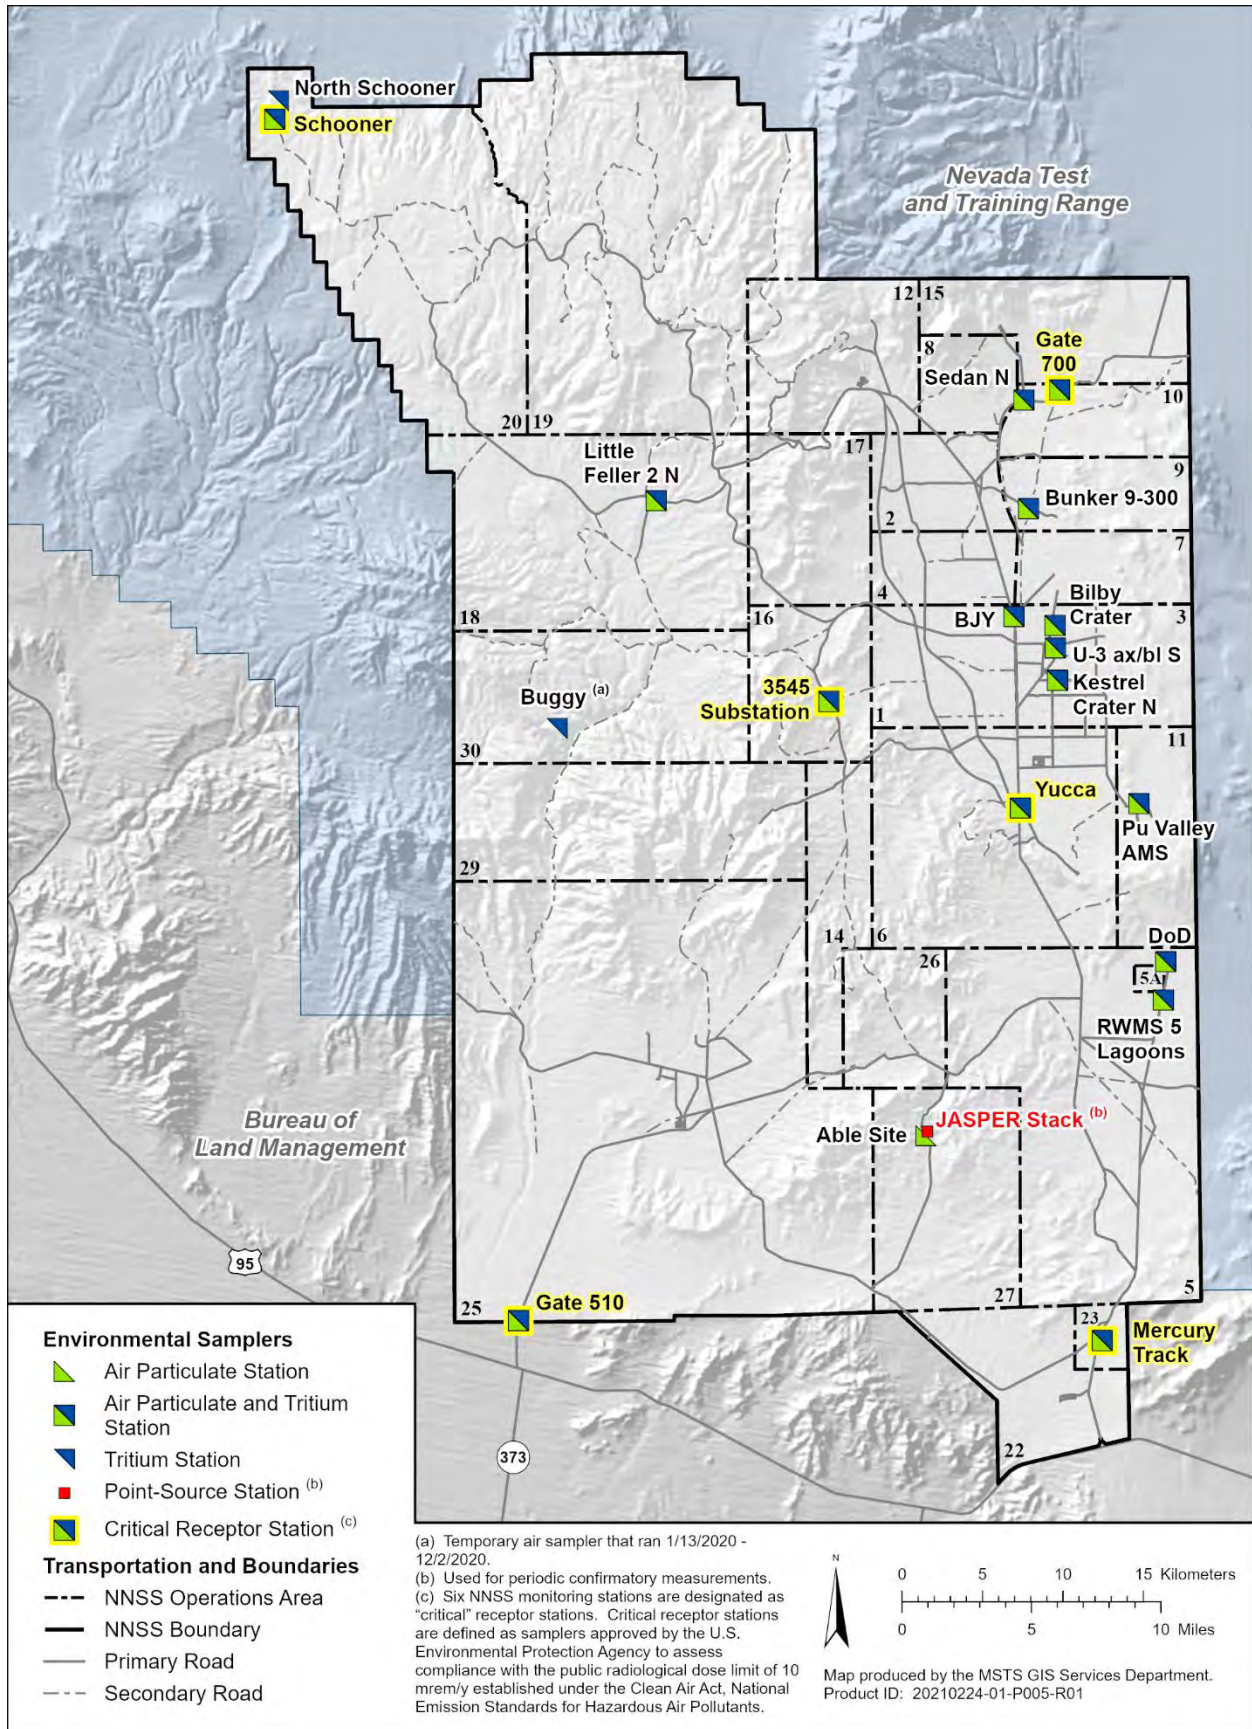 North Schooner
Schooner
Nevada Test
and Training Range
12 15
8
Gate
700
Sedan N
10
20 19
Little
Feller 2 N
17
9
Bunker 9-300
2
7
18
16
4
BJY
Bilby
Crater
3
U-3 ax/bl S
Kestrel
Crater N
Buggy (a)
3545
Substation
1
30
11
Yucca
Pu Valley
AMS
29
14
6
26
DoD
5A
RWMS 5
Lagoons
Bureau of
Land Management
Able Site
JASPER Stack (b)
95
25
Gate 510
27
5
23
Mercury
Track
373
22
Environmental Samplers
Air Particulate Station
Air Particulate and Tritium
Station
Tritium Station
Point-Source Station (b)
Critical Receptor Station (c)
Transportation and Boundaries
NNSS Operations Area
NNSS Boundary
Primary Road
Secondary Road
(a) Temporary air sampler that ran 1/13/2020 -
12/2/2020.
(b) Used for periodic confirmatory measurements.
(c) Six NNSS monitoring stations are designated as
“critical” receptor stations. Critical receptor stations
are defined as samplers approved by the U.S.
Environmental Protection Agency to assess
compliance with the public radiological dose limit of 10
mrem/y established under the Clean Air Act, National
Emission Standards for Hazardous Air Pollutants.
N
0 5 10 15 Kilometers
0 5 10 Miles
Map produced by the MSTS GIS Services Department.
Product ID: 20210224-01-P005-R01